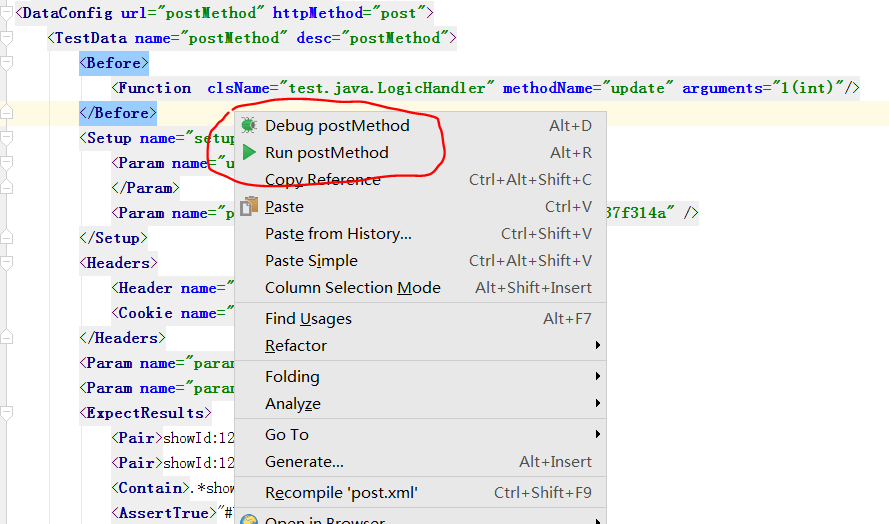 <DataConfig url="postMethod" httpMethod="post">
<TestData name="postMethod" desc="postMethod">
<Before>
<Function clsName="test.java.LogicHandler" methodName="update" arguments="1(int)"/>
</Before>
<Setup name="setup
<Param name="u
</Param>
<Param name="p 37f314a" />
</Setup>
<Headers>
<Header name="
<Cookie name="
</Headers>
<Param name="param
<Param name="param
<ExpectResults>
<Pair>showId:12
<Pair>showId:12
<Contain>.*show
<AssertTrue>"#
Debug postMethod Alt+D
Run postMethod Alt+R
Copy Reference Ctrl+Alt+Shift+C
Paste Ctrl+V
Paste from History... Ctrl+Shift+V
Paste Simple Ctrl+Alt+Shift+V
Column Selection Mode Alt+Shift+Insert
Find Usages Alt+F7
Refactor
Folding
Analyze
Go To
Generate... Alt+Insert
Recompile 'post.xml' Ctrl+Shift+F9
Open in Browser